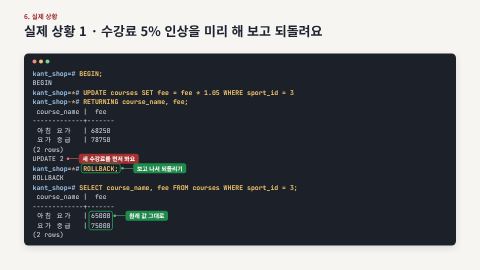 6. 실제 상황
실제 상황 1 · 수강료 5% 인상을 미리 해 보고 되돌려요
kant_shop=# BEGIN;
BEGIN
kant_shop=*# UPDATE courses SET fee = fee * 1.05 WHERE sport_id = 3
kant_shop-*# RETURNING course_name, fee;
course_name | fee
-------------+-------
아침 요가 | 68250
요가 중급 | 78750
(2 rows)
UPDATE 2 새 수강료를 먼저 봐요
kant_shop=*# ROLLBACK; 보고 나서 되돌리기
ROLLBACK
kant_shop=# SELECT course_name, fee FROM courses WHERE sport_id = 3;
course_name | fee
-------------+-------
아침 요가 | 65000 원래 값 그대로
요가 중급 | 75000
(2 rows)